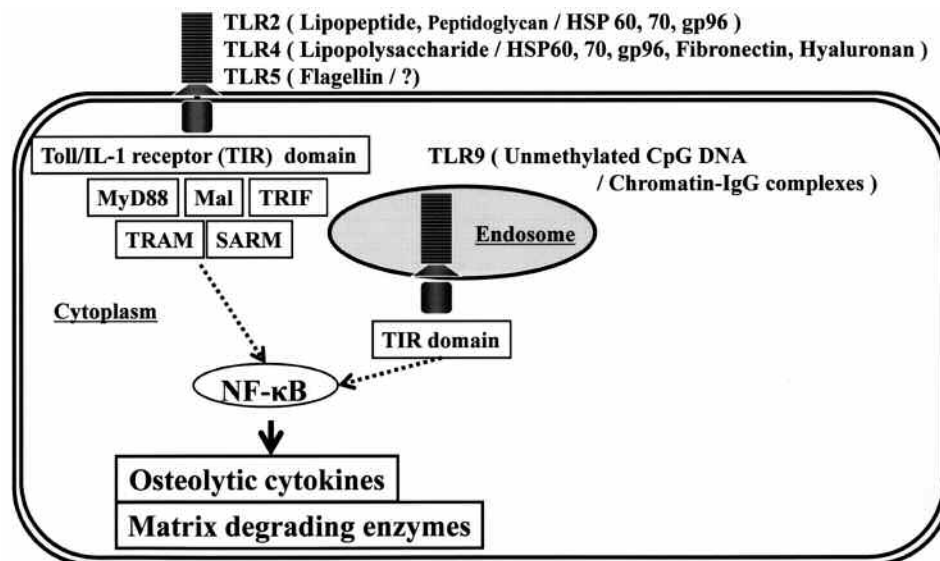 TLR2 ( Lipopeptide, Peptidoglycan / HSP 60, 70, gp96)
TLR4 ( Lipopolysaccharide / HSP60, 70, gp96, Fibronectin, Hyaluronan )
TLR5 ( Flagellin / ?)
Toll/IL-1 receptor (TIR) domain
MyD88 Mal TRIF
TRAM SARM
TLR9 ( Unmethylated CpG DNA
/ Chromatin-IgG complexes )
Endosome
Cytoplasm
TIR domain
NF-κB
Osteolytic cytokines
Matrix degrading enzymes